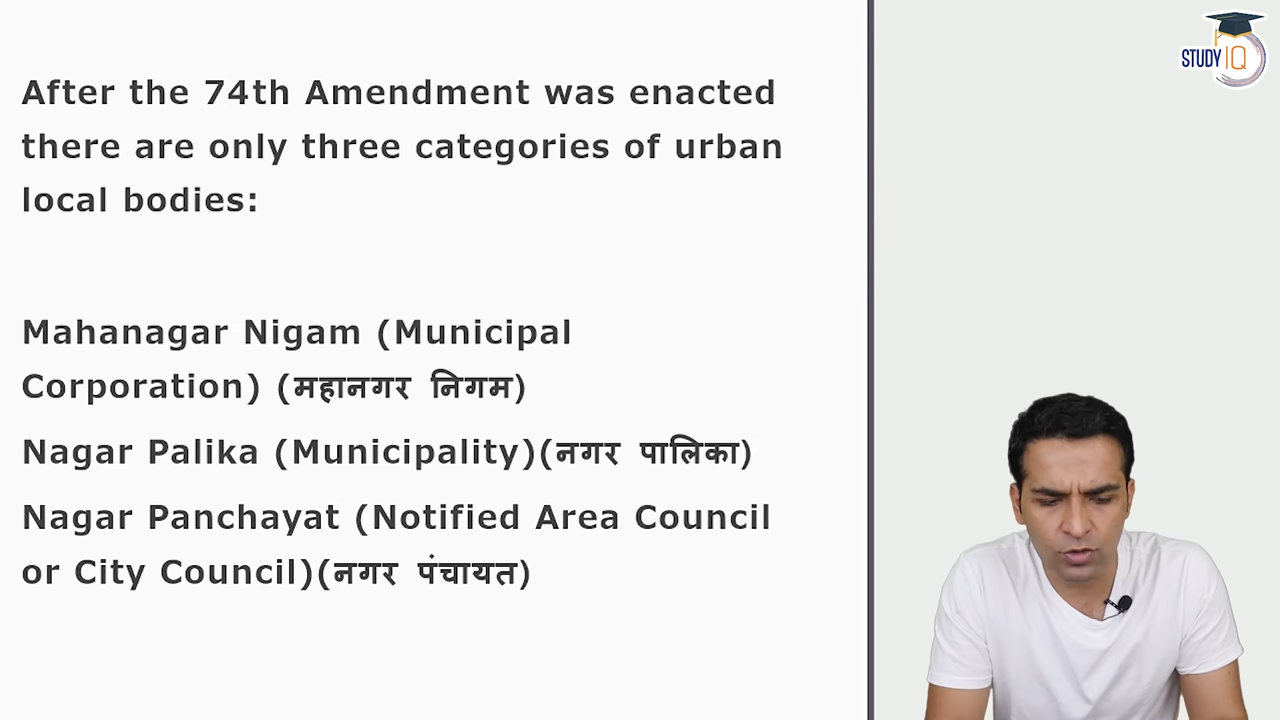 After the 74th Amendment was enacted
there are only three categories of urban
local bodies:
Mahanagar Nigam (Municipal
Corporation) (महानगर निगम)
Nagar Palika (Municipality)(नगर पालिका)
Nagar Panchayat (Notified Area Council
or City Council)(नगर पंचायत)
STUDY IQ